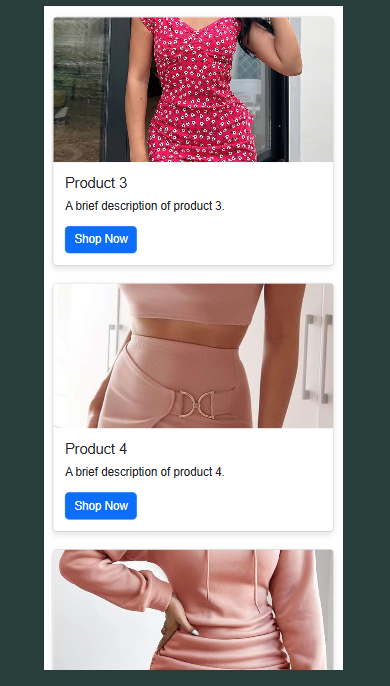 Product 3
A brief description of product 3.
Shop Now
Product 4
A brief description of product 4.
Shop Now